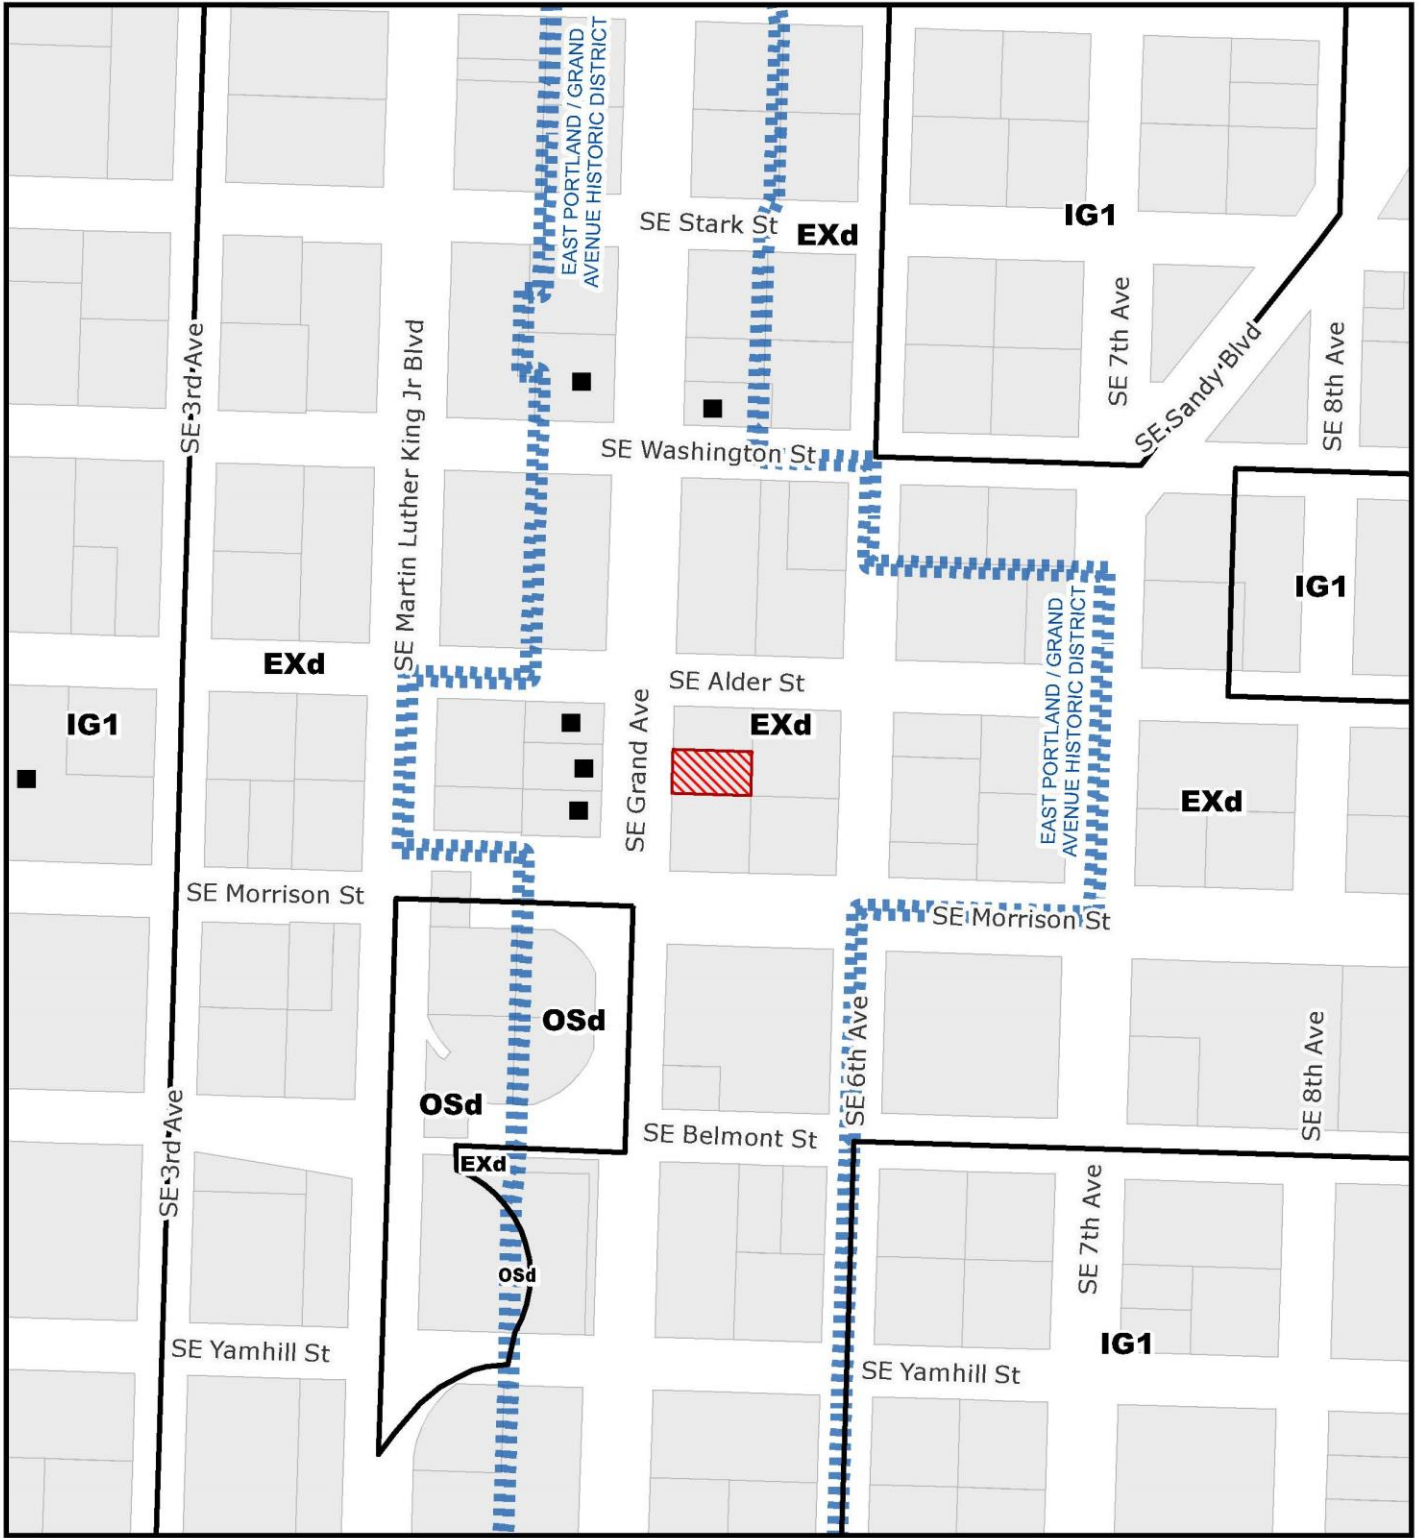 EAST PORTLAND / GRAND
AVENUE HISTORIC DISTRICT
SE Stark St
EXd
IG1
SE 3rd Ave
SE Martin Luther King Jr Blvd
SE 7th Ave
SE Sandy Blvd
SE 8th Ave
SE Washington St
IG1
EXd
SE Alder St
IG1
EXd
SE Grand Ave
EAST PORTLAND / GRAND
AVENUE HISTORIC DISTRICT
EXd
SE Morrison St
SE Morrison St
OSd
SE 6th Ave
SE 8th Ave
OSd
SE Belmont St
EXd
SE 3rd Ave
SE 7th Ave
OSd
SE Yamhill St
IG1
SE Yamhill St